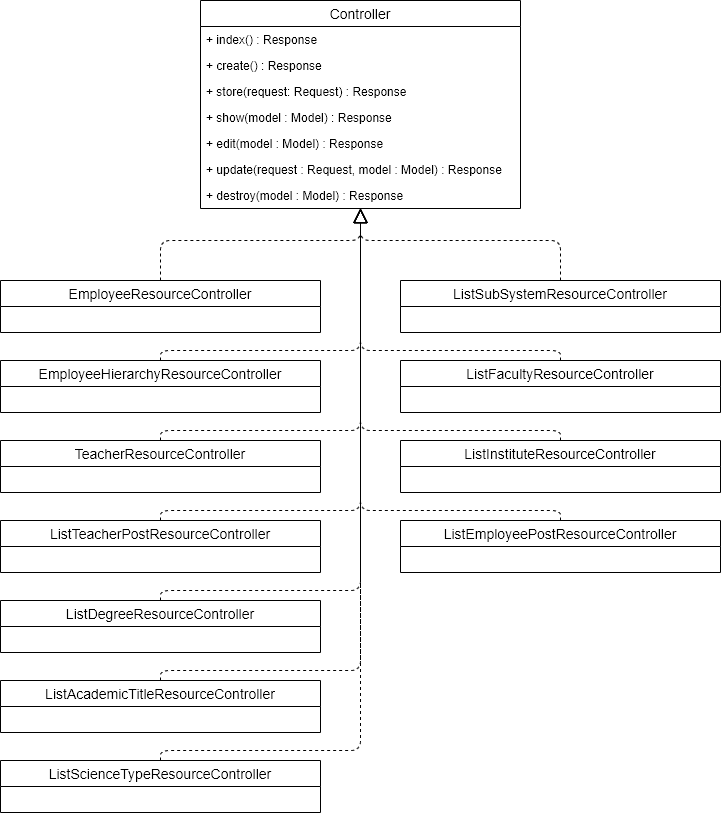 Controller
+ index() : Response
+ create() : Response
+ store(request: Request) : Response
+ show(model : Model) : Response
+ edit(model : Model) : Response
+ update(request : Request, model : Model) : Response
+ destroy(model : Model) : Response
EmployeeResourceController
ListSubSystemResourceController
EmployeeHierarchyResourceController
ListFacultyResourceController
TeacherResourceController
ListInstituteResourceController
ListTeacherPostResourceController
ListEmployeePostResourceController
ListDegreeResourceController
ListAcademicTitleResourceController
ListScienceTypeResourceController